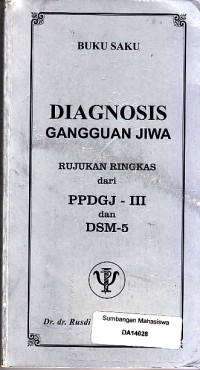 BUKU SAKU
DIAGNOSIS
GANGGUAN JIWA
RUJUKAN RINGKAS
dari
PPDGJ - III
dan
DSM-5
Dr. dr. Rusdi
Sumbangan Mahasiswa
DA14028